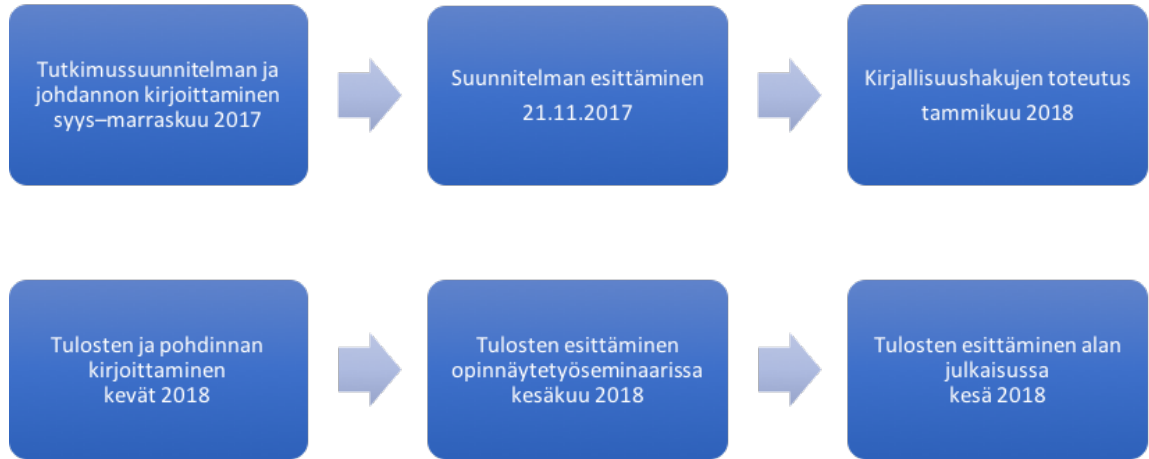 Tutkimussuunnitelman ja
johdannon kirjoittaminen
syys–marraskuu 2017
Suunnitelman esittäminen
21.11.2017
Kirjallisuushakujen toteutus
tammikuu 2018
Tulosten ja pohdinnan
kirjoittaminen
kevät 2018
Tulosten esittäminen
opinnäytetyöseminaarissa
kesäkuu 2018
Tulosten esittäminen alan
julkaisussa
kesä 2018